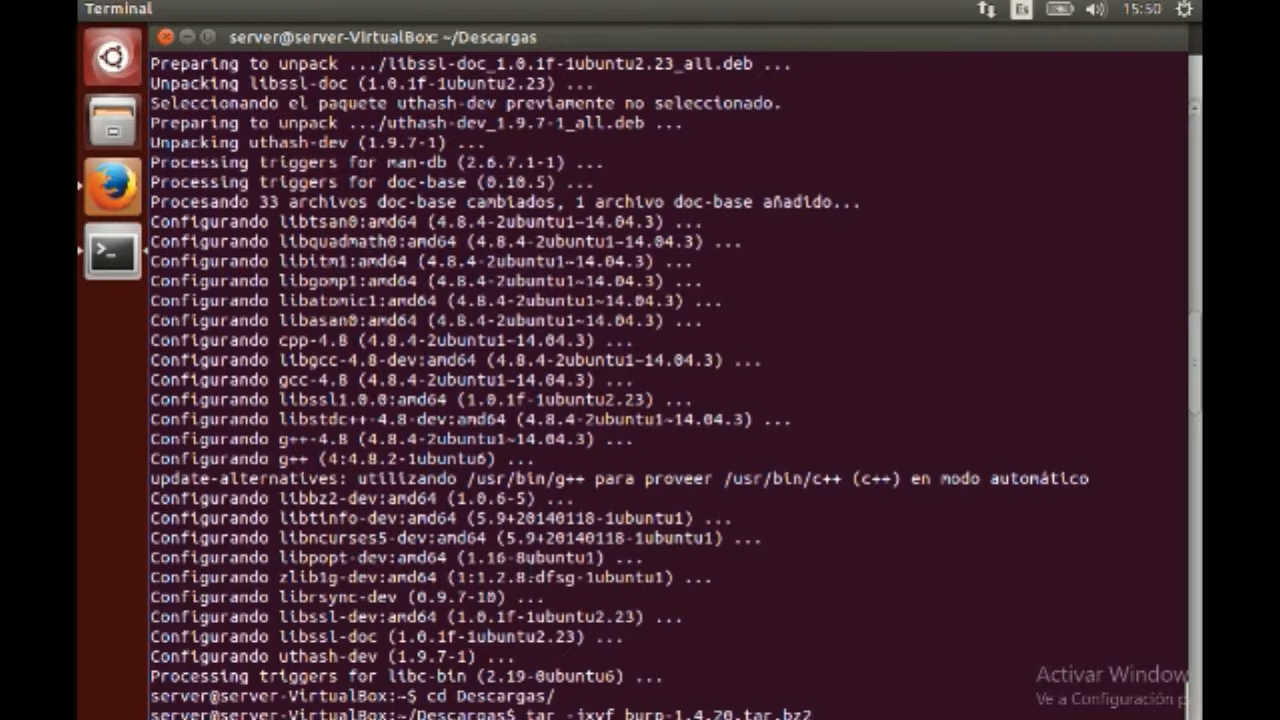 Terminal
Es
15:50
server@server-VirtualBox: ~/Descargas
Preparing to unpack .../libssl-doc_1.0.1f-1ubuntu2.23_all.deb ...
Unpacking libssl-doc (1.0.1f-1ubuntu2.23) ...
Seleccionando el paquete uthash-dev previamente no seleccionado.
Preparing to unpack .../uthash-dev_1.9.7-1_all.deb ...
Unpacking uthash-dev (1.9.7-1) ...
Processing triggers for man-db (2.6.7.1-1) ...
Processing triggers for doc-base (0.10.5) ...
Procesando 33 archivos doc-base cambiados, 1 archivo doc-base añadido...
Configurando libtsan0:amd64 (4.8.4-2ubuntu1~14.04.3) ...
Configurando libquadmath0:amd64 (4.8.4-2ubuntu1~14.04.3) ...
Configurando libitm1:amd64 (4.8.4-2ubuntu1~14.04.3) ...
Configurando libgomp1:amd64 (4.8.4-2ubuntu1~14.04.3) ...
Configurando libatomic1:amd64 (4.8.4-2ubuntu1~14.04.3) ...
Configurando libasan0:amd64 (4.8.4-2ubuntu1~14.04.3) ...
Configurando cpp-4.8 (4.8.4-2ubuntu1~14.04.3) ...
Configurando libgcc-4.8-dev:amd64 (4.8.4-2ubuntu1~14.04.3) ...
Configurando gcc-4.8 (4.8.4-2ubuntu1~14.04.3) ...
Configurando libssl1.0.0:amd64 (1.0.1f-1ubuntu2.23) ...
Configurando libstdc++-4.8-dev:amd64 (4.8.4-2ubuntu1~14.04.3) ...
Configurando g++-4.8 (4.8.4-2ubuntu1~14.04.3) ...
Configurando g++ (4:4.8.2-1ubuntu6) ...
update-alternatives: utilizando /usr/bin/g++ para proveer /usr/bin/c++ (c++) en modo automático
Configurando libbz2-dev:amd64 (1.0.6-5) ...
Configurando libtinfo-dev:amd64 (5.9+20140118-1ubuntu1) ...
Configurando libncurses5-dev:amd64 (5.9+20140118-1ubuntu1) ...
Configurando libpopt-dev:amd64 (1.16-8ubuntu1) ...
Configurando zlib1g-dev:amd64 (1:1.2.8.dfsg-1ubuntu1) ...
Configurando librsync-dev (0.9.7-10) ...
Configurando libssl-dev:amd64 (1.0.1f-1ubuntu2.23) ...
Configurando libssl-doc (1.0.1f-1ubuntu2.23) ...
Configurando uthash-dev (1.9.7-1) ...
Processing triggers for libc-bin (2.19-0ubuntu6) ...
server@server-VirtualBox:~$ cd Descargas/
server@server-VirtualBox:~/Descargas$ tar -jxvf burp-1.4.20.tar.bz2
Activar Window
Ve a Configuración p